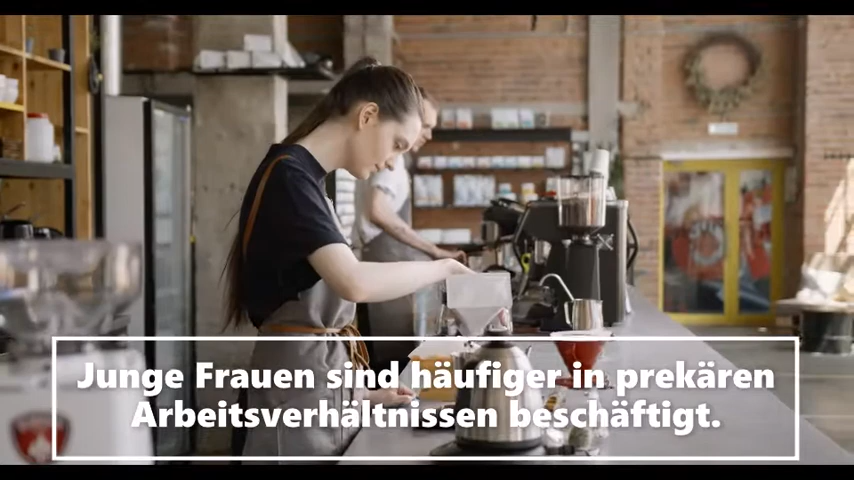 Junge Frauen sind häufiger in prekären
Arbeitsverhältnissen beschäftigt.